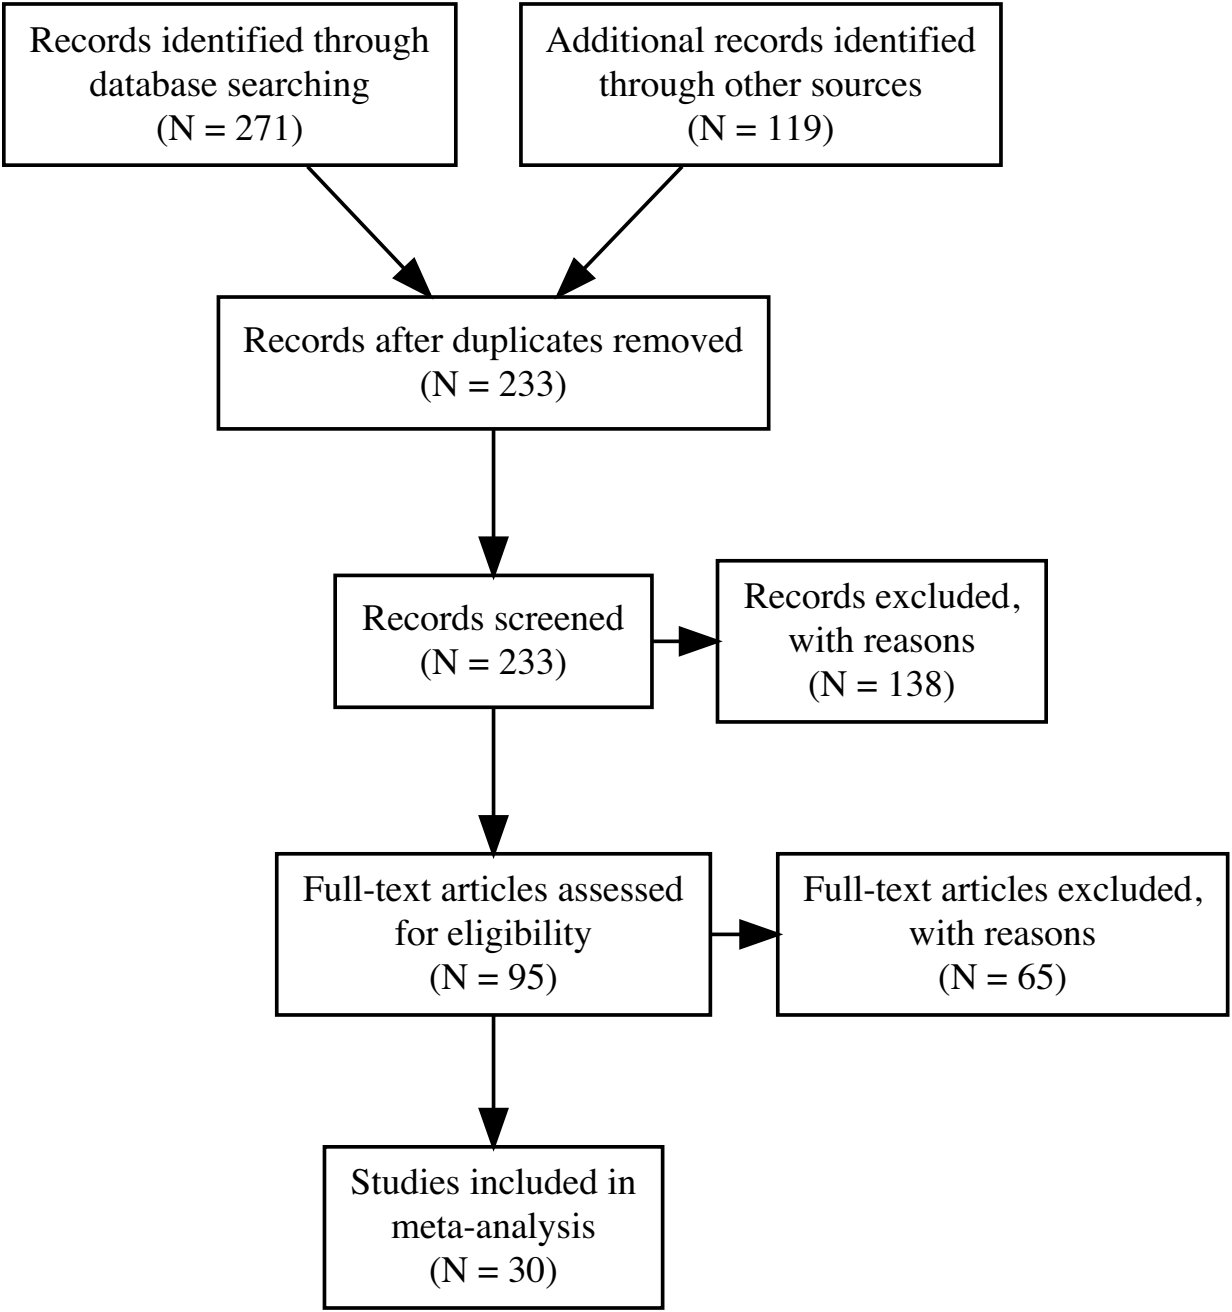 Records identified through
database searching
(N = 271)
Additional records identified
through other sources
(N = 119)
Records after duplicates removed
(N = 233)
Records screened
(N = 233)
Records excluded,
with reasons
(N = 138)
Full-text articles assessed
for eligibility
(N = 95)
Full-text articles excluded,
with reasons
(N = 65)
Studies included in
meta-analysis
(N = 30)